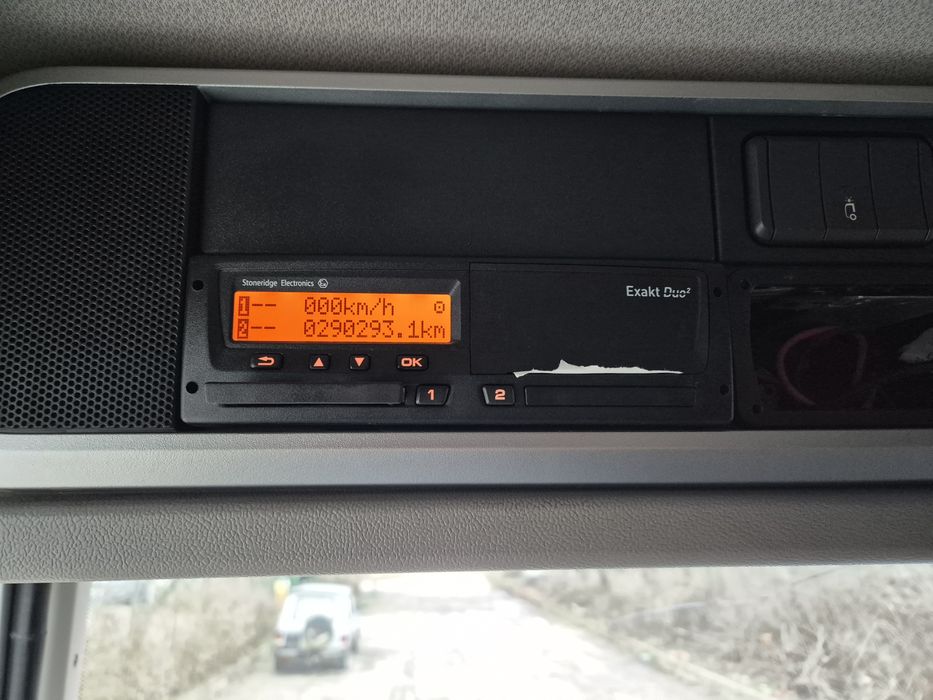 Stoneridge Electronics
Exakt Duo²
1-- 000km/h
2-- 0290293.1km
OK
1
2